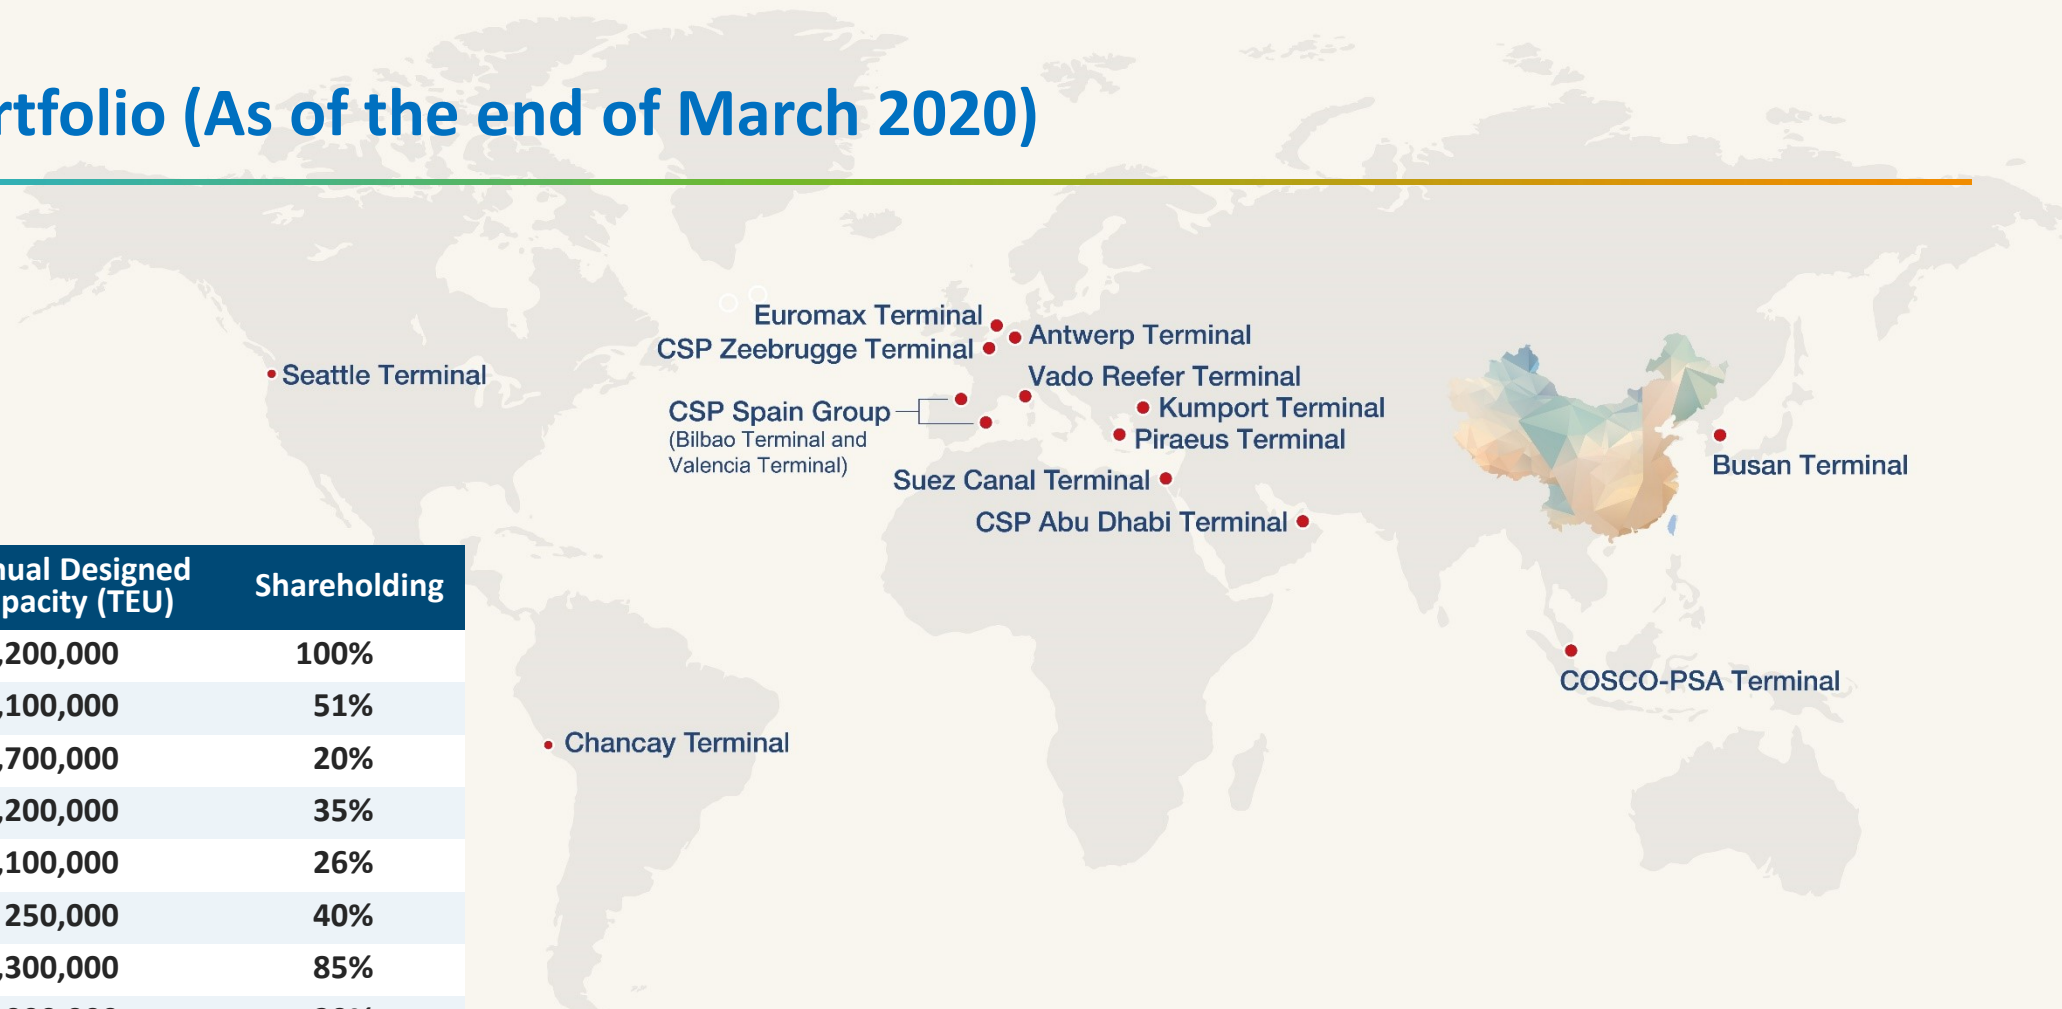 rtfolio (As of the end of March 2020)
Euromax Terminal
Antwerp Terminal
CSP Zeebrugge Terminal
Seattle Terminal
Vado Reefer Terminal
CSP Spain Group
(Bilbao Terminal and
Valencia Terminal)
Kumport Terminal
Piraeus Terminal
Busan Terminal
Suez Canal Terminal
CSP Abu Dhabi Terminal
COSCO-PSA Terminal
Chancay Terminal
nual Designed
pacity (TEU)
Shareholding
,200,000 100%
,100,000 51%
,700,000 20%
,200,000 35%
,100,000 26%
250,000 40%
,300,000 85%